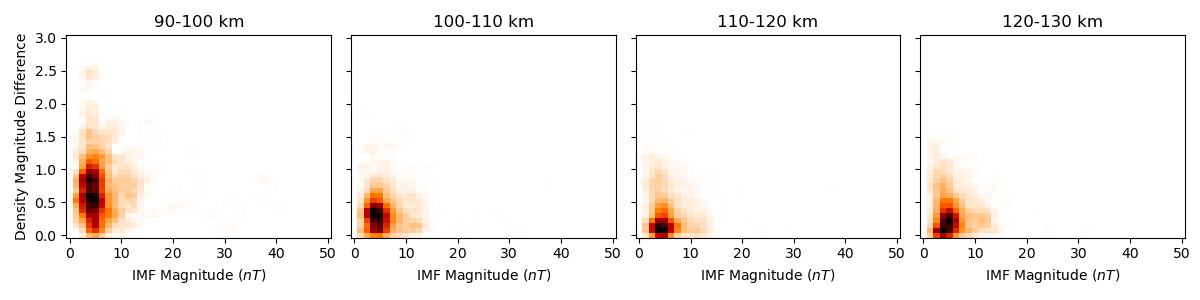 90-100 km
100-110 km
110-120 km
120-130 km
Density Magnitude Difference
3.0
2.5
2.0
1.5
1.0
0.5
0.0
0 10 20 30 40 50
0 10 20 30 40 50
0 10 20 30 40 50
0 10 20 30 40 50
IMF Magnitude (nT)
IMF Magnitude (nT)
IMF Magnitude (nT)
IMF Magnitude (nT)